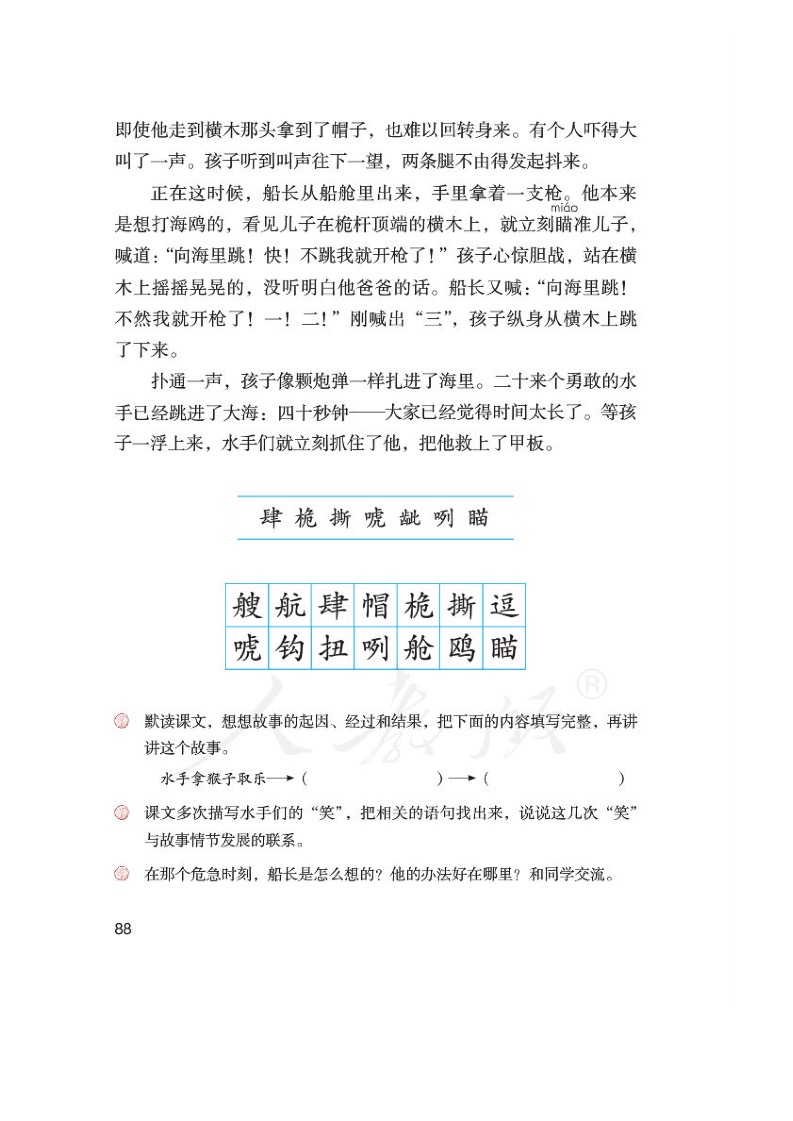 即使他走到横木那头拿到了帽子，也难以回转身来。有个人吓得大
叫了一声。孩子听到叫声往下一望，两条腿不由得发起抖来。
正在这时候，船长从船舱里出来，手里拿着一支枪。他本来
miáo
是想打海鸥的，看见儿子在桅杆顶端的横木上，就立刻瞄准儿子，
喊道：“向海里跳！快！不跳我就开枪了！”孩子心惊胆战，站在横
木上摇摇晃晃的，没听明白他爸爸的话。船长又喊：“向海里跳！
不然我就开枪了！一！二！”刚喊出“三”，孩子纵身从横木上跳
了下来。
扑通一声，孩子像颗炮弹一样扎进了海里。二十来个勇敢的水
手已经跳进了大海：四十秒钟——大家已经觉得时间太长了。等孩
子一浮上来，水手们就立刻抓住了他，把他救上了甲板。
肆 桅 撕 唬 龇 咧 瞄
艘 航 肆 帽 桅 撕 逗
唬 钩 扭 咧 舱 鸥 瞄
人教版®
默读课文，想想故事的起因、经过和结果，把下面的内容填写完整，再讲
讲这个故事。
水手拿猴子取乐→（ ）→（ ）
课文多次描写水手们的“笑”，把相关的语句找出来，说说这几次“笑”
与故事情节发展的联系。
在那个危急时刻，船长是怎么想的？他的办法好在哪里？和同学交流。
88